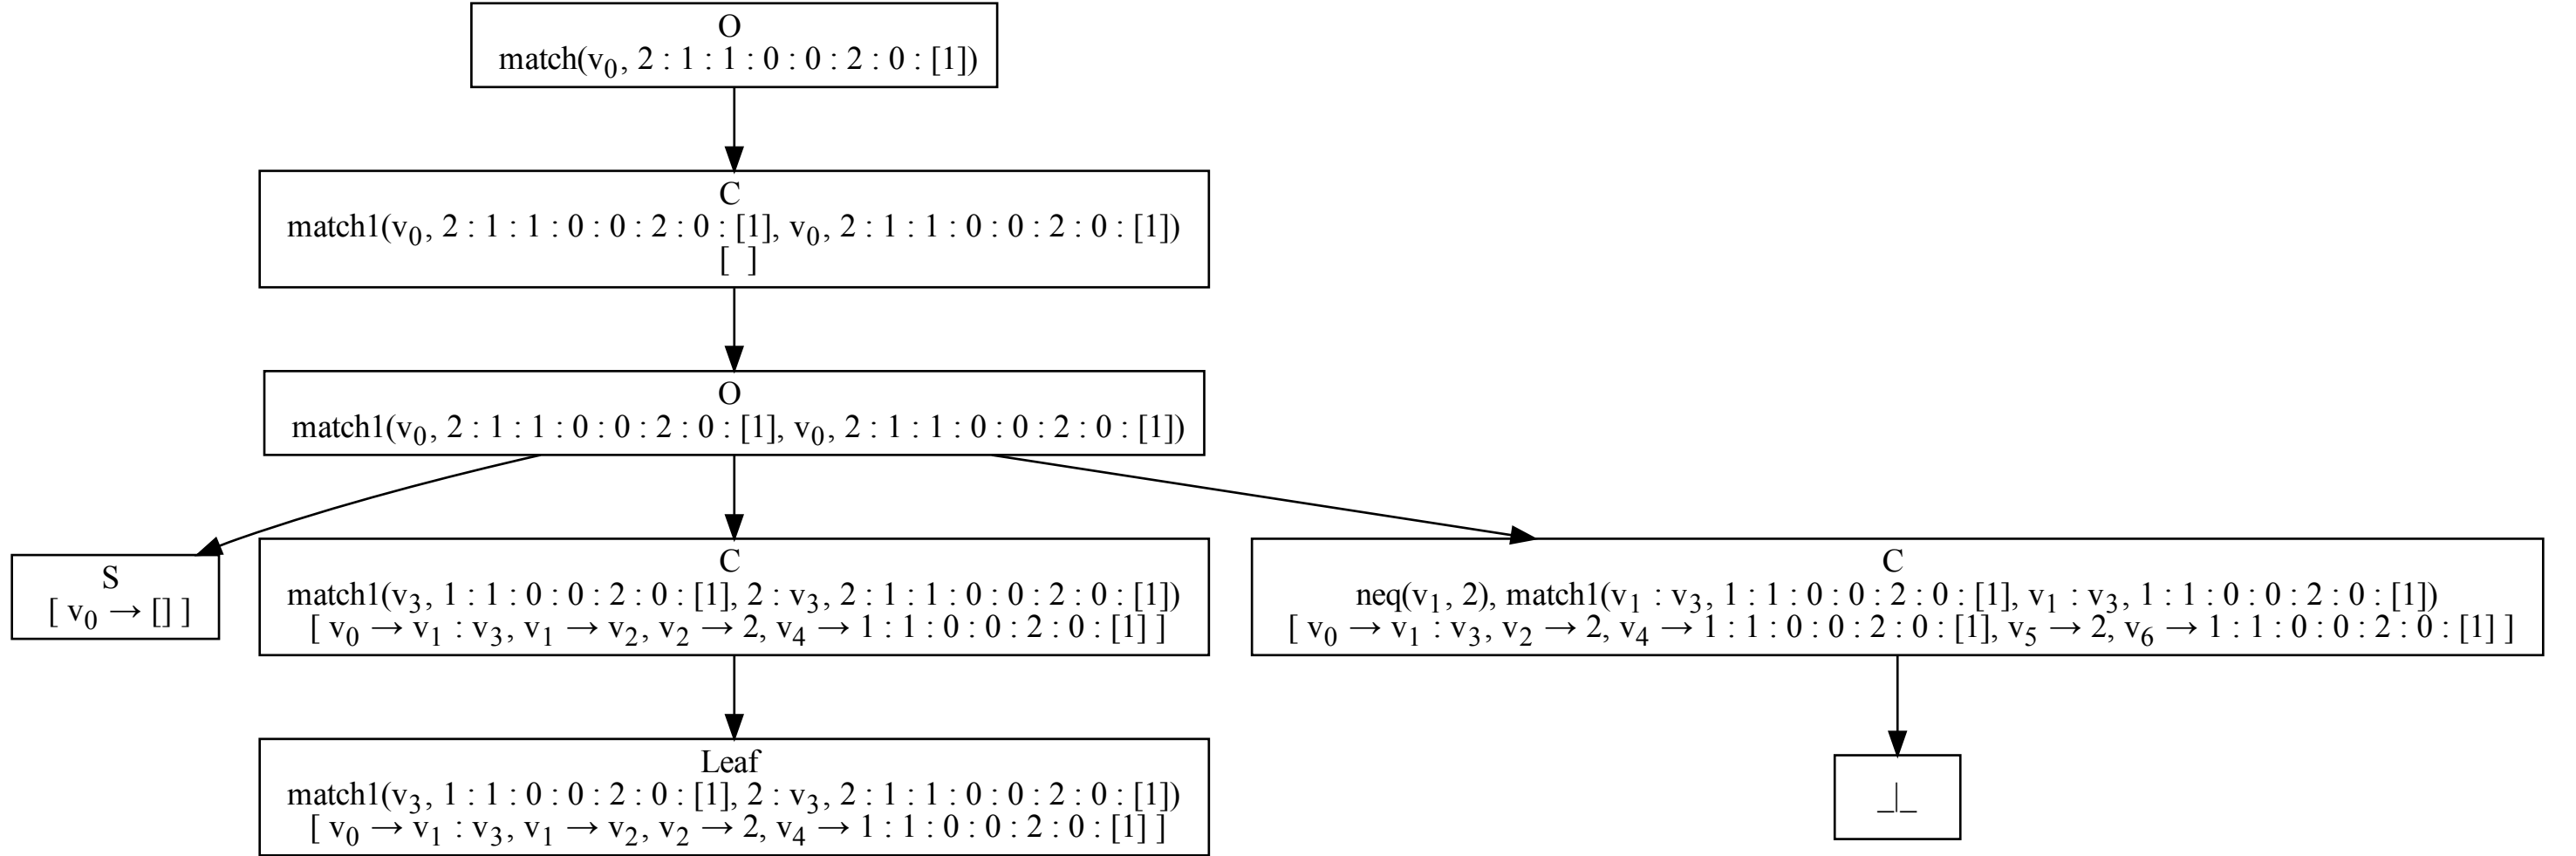 O
match(v₀, 2 : 1 : 1 : 0 : 0 : 2 : 0 : [1])
C
match1(v₀, 2 : 1 : 1 : 0 : 0 : 2 : 0 : [1], v₀, 2 : 1 : 1 : 0 : 0 : 2 : 0 : [1])
[ ]
O
match1(v₀, 2 : 1 : 1 : 0 : 0 : 2 : 0 : [1], v₀, 2 : 1 : 1 : 0 : 0 : 2 : 0 : [1])
S
[ v₀ → [] ]
C
match1(v₃, 1 : 1 : 0 : 0 : 2 : 0 : [1], 2 : v₃, 2 : 1 : 1 : 0 : 0 : 2 : 0 : [1])
[ v₀ → v₁ : v₃, v₁ → v₂, v₂ → 2, v₄ → 1 : 1 : 0 : 0 : 2 : 0 : [1] ]
C
neq(v₁, 2), match1(v₁ : v₃, 1 : 1 : 0 : 0 : 2 : 0 : [1], v₁ : v₃, 1 : 1 : 0 : 0 : 2 : 0 : [1])
[ v₀ → v₁ : v₃, v₂ → 2, v₄ → 1 : 1 : 0 : 0 : 2 : 0 : [1], v₅ → 2, v₆ → 1 : 1 : 0 : 0 : 2 : 0 : [1] ]
Leaf
match1(v₃, 1 : 1 : 0 : 0 : 2 : 0 : [1], 2 : v₃, 2 : 1 : 1 : 0 : 0 : 2 : 0 : [1])
[ v₀ → v₁ : v₃, v₁ → v₂, v₂ → 2, v₄ → 1 : 1 : 0 : 0 : 2 : 0 : [1] ]
_|_